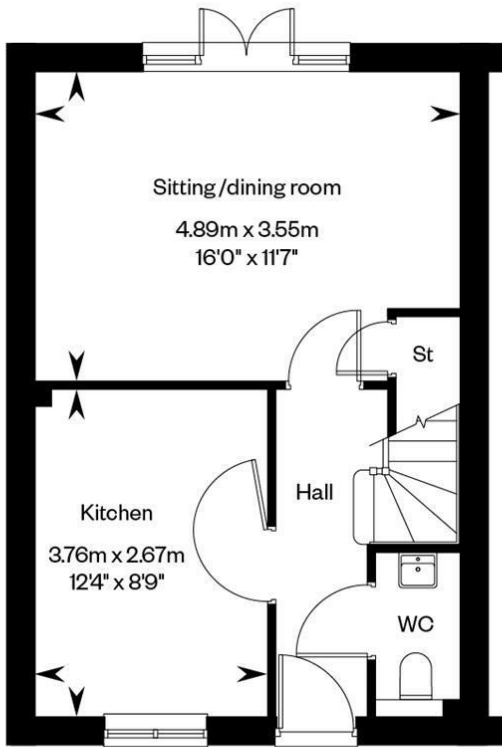 Sitting/dining room
4.89m x 3.55m
16'0" x 11'7"
St
Hall
Kitchen
3.76m x 2.67m
12'4" x 8'9"
WC